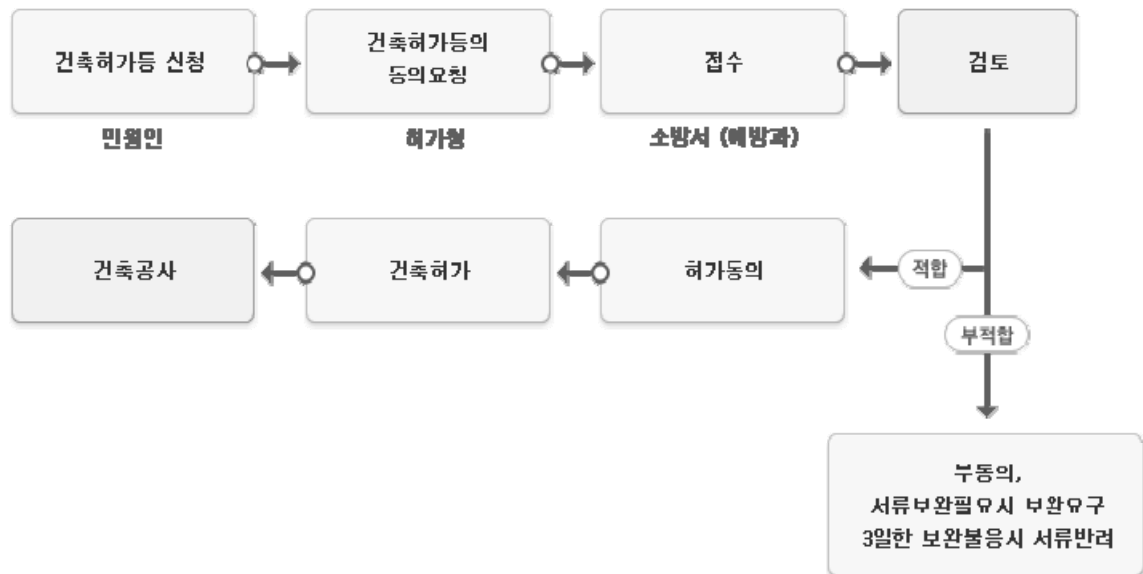 건축허가등 신청
건축허가등의
동의요청
접수
검토
민원인
허가청
소방서 (예방과)
건축공사
건축허가
허가동의
적합
부적합
부동의,
서류보완필요시 보완요구
3일한 보완불응시 서류반려